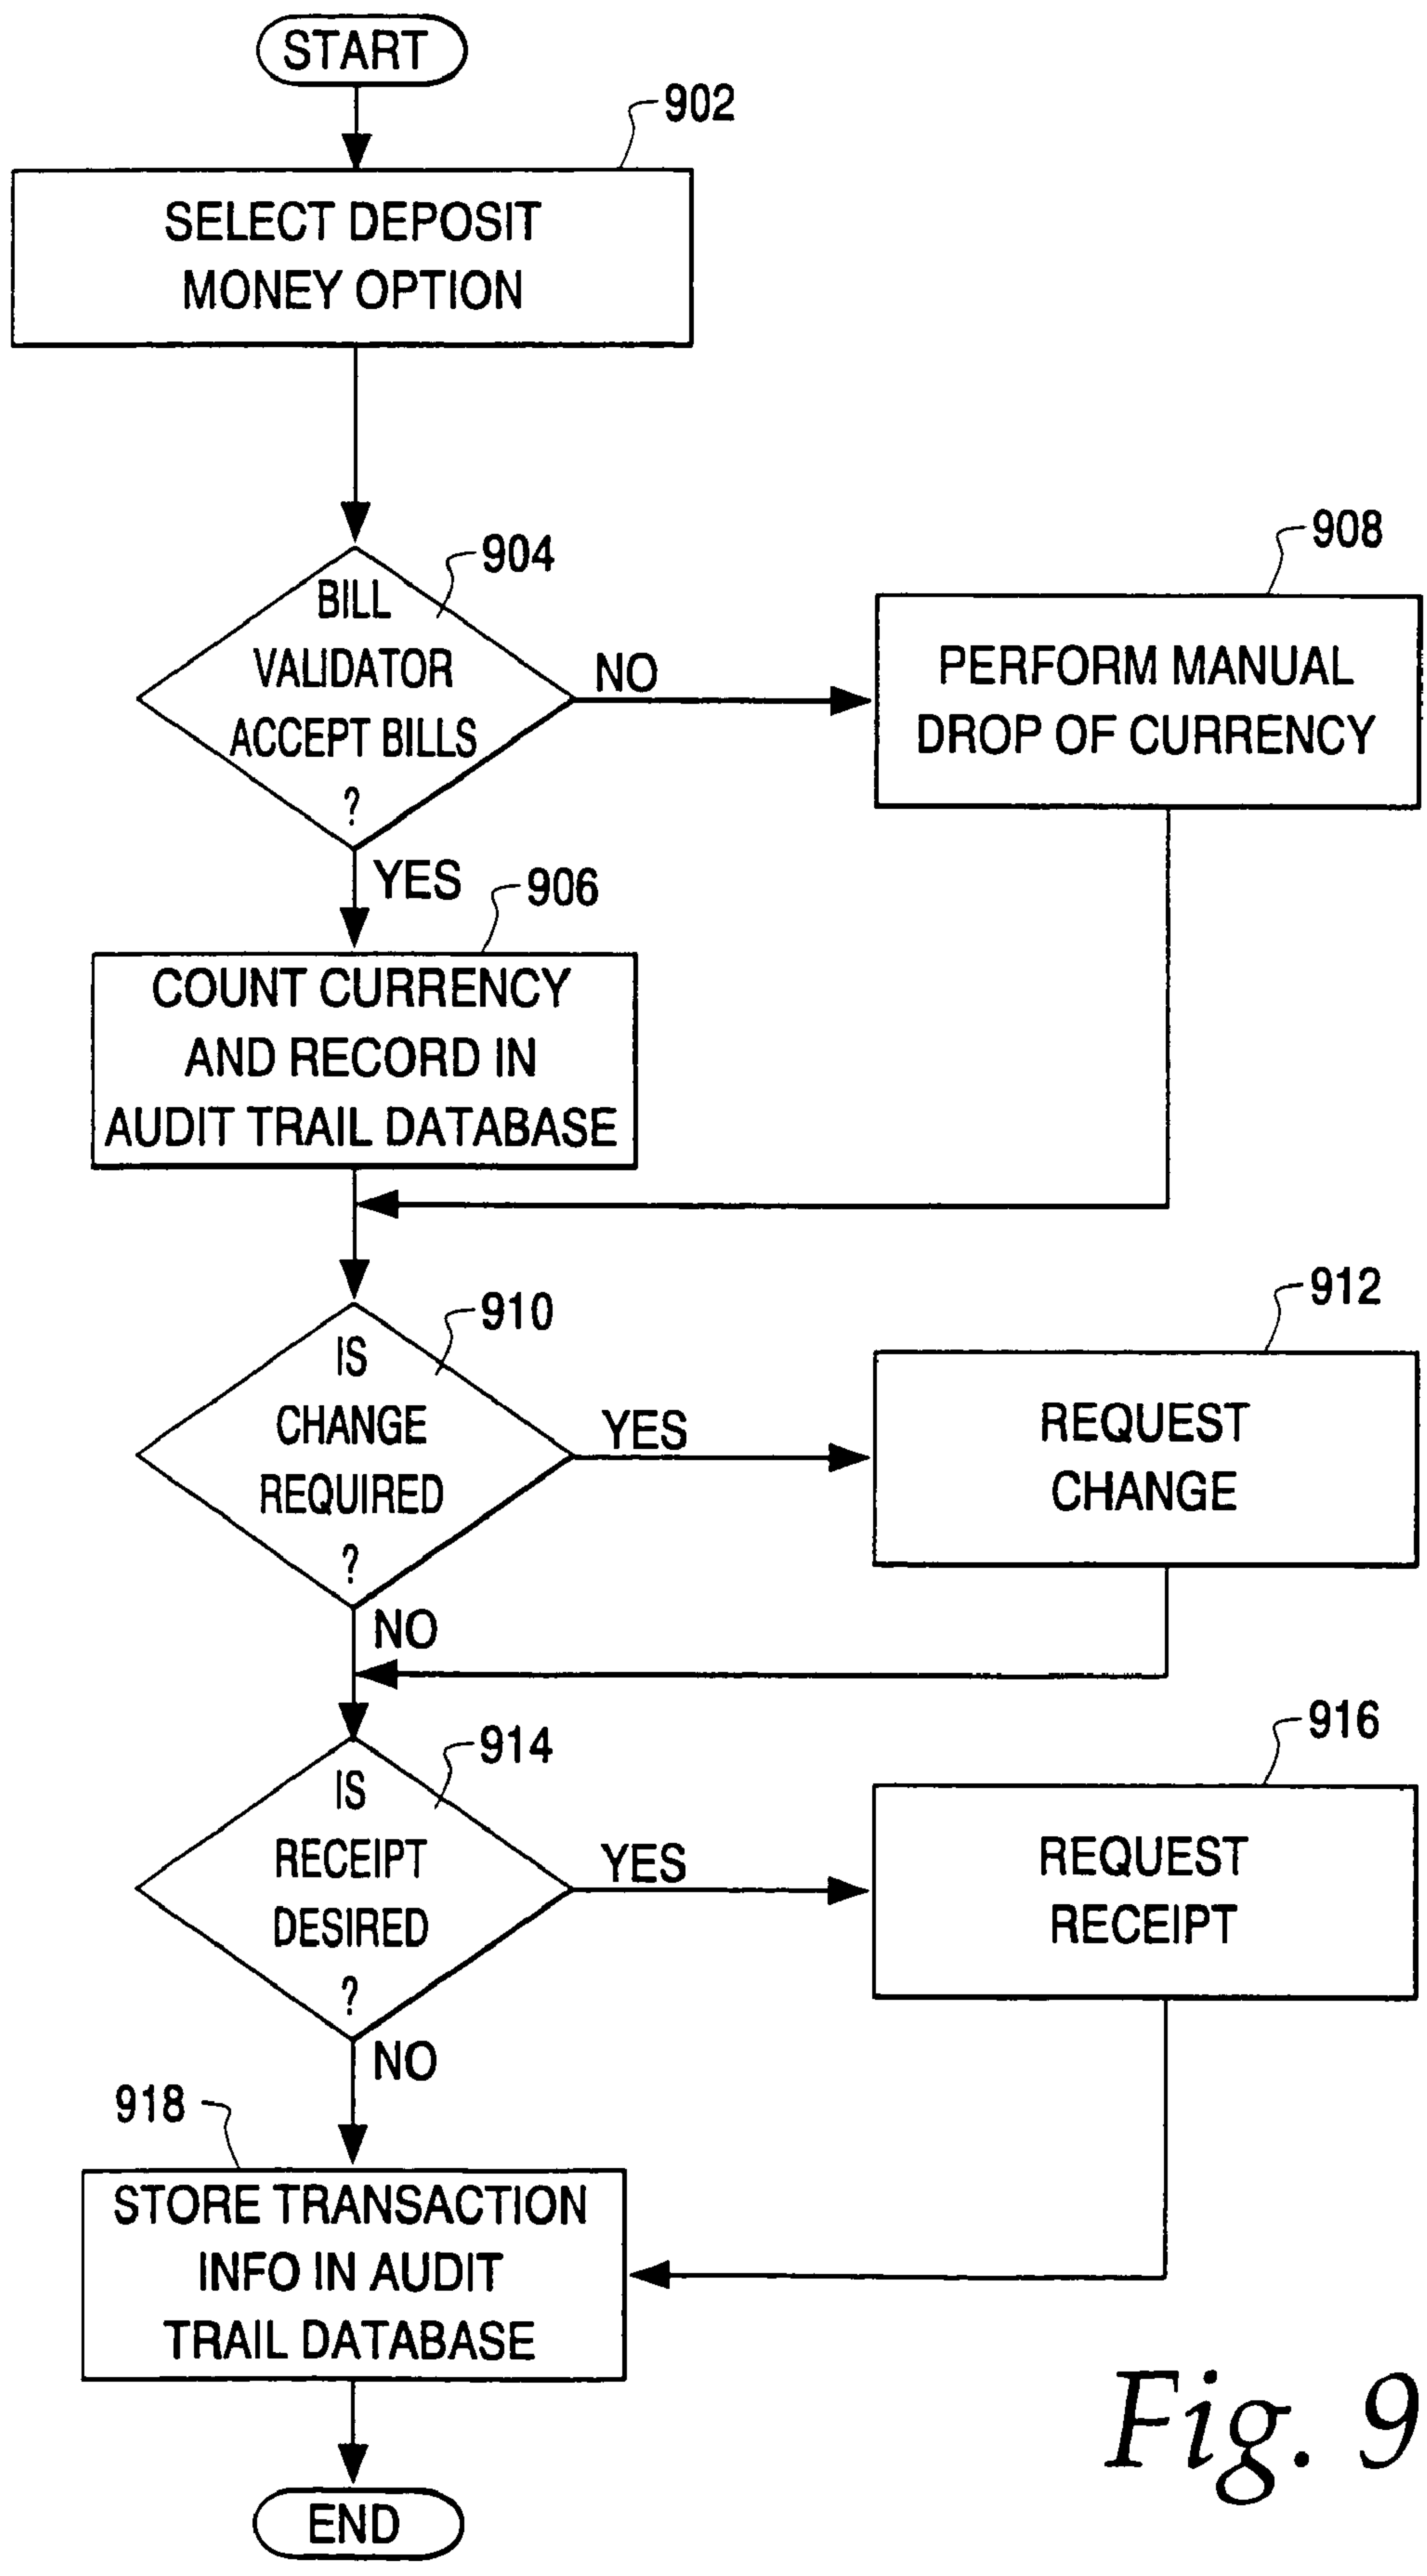 START
902
SELECT DEPOSIT
MONEY OPTION
904
BILL
VALIDATOR
ACCEPT BILLS
?
NO
908
PERFORM MANUAL
DROP OF CURRENCY
YES
906
COUNT CURRENCY
AND RECORD IN
AUDIT TRAIL DATABASE
910
IS
CHANGE
REQUIRED
?
YES
912
REQUEST
CHANGE
NO
914
IS
RECEIPT
DESIRED
?
YES
916
REQUEST
RECEIPT
NO
918
STORE TRANSACTION
INFO IN AUDIT
TRAIL DATABASE
END
Fig. 9